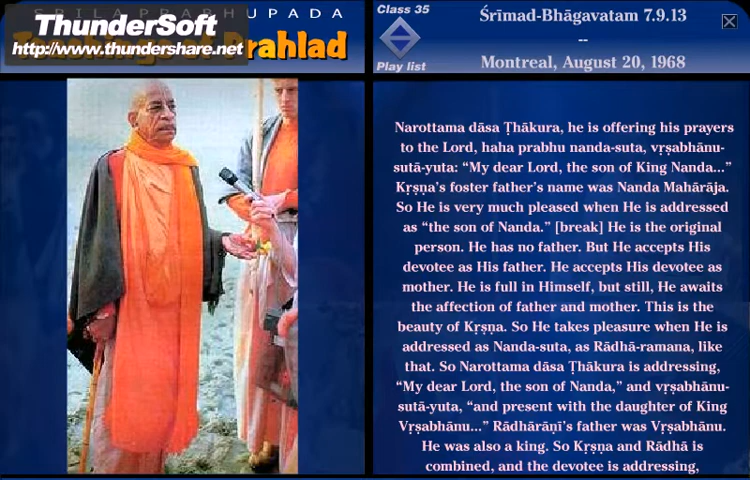 SRILA PRABHUPADA
ThunderSoft
http://www.thundershare.net
Teachings of Prahlad
Class 35
Play list
Śrīmad-Bhāgavatam 7.9.13
--
Montreal, August 20, 1968
Narottama dāsa Ṭhākura, he is offering his prayers
to the Lord, haha prabhu nanda-suta, vṛṣabhānu-
sutā-yuta: “My dear Lord, the son of King Nanda...”
Kṛṣṇa’s foster father’s name was Nanda Mahārāja.
So He is very much pleased when He is addressed
as “the son of Nanda.” [break] He is the original
person. He has no father. But He accepts His
devotee as His father. He accepts His devotee as
mother. He is full in Himself, but still, He awaits
the affection of father and mother. This is the
beauty of Kṛṣṇa. So He takes pleasure when He is
addressed as Nanda-suta, as Rādhā-ramana, like
that. So Narottama dāsa Ṭhākura is addressing,
“My dear Lord, the son of Nanda,” and vṛṣabhānu-
sutā-yuta, “and present with the daughter of King
Vṛṣabhānu...” Rādhārāṇī’s father was Vṛṣabhānu.
He was also a king. So Kṛṣṇa and Rādhā is
combined, and the devotee is addressing,